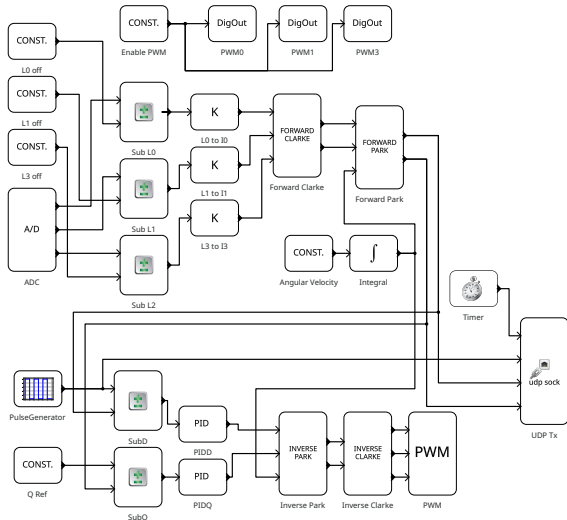 CONST.
Enable PWM
DigOut
PWM0
DigOut
PWM1
DigOut
PWM3
CONST.
L0 off
CONST.
L1 off
CONST.
L3 off
A/D
ADC
Sub L0
Sub L1
Sub L2
K
L0 to I0
K
L1 to I1
K
L3 to I3
FORWARD
CLARKE
Forward Clarke
FORWARD
PARK
Forward Park
CONST.
Angular Velocity
∫
Integral
Timer
udp sock
UDP Tx
PulseGenerator
SubD
PID
PIDD
CONST.
Q Ref
SubQ
PID
PIDQ
INVERSE
PARK
Inverse Park
INVERSE
CLARKE
Inverse Clarke
PWM
PWM